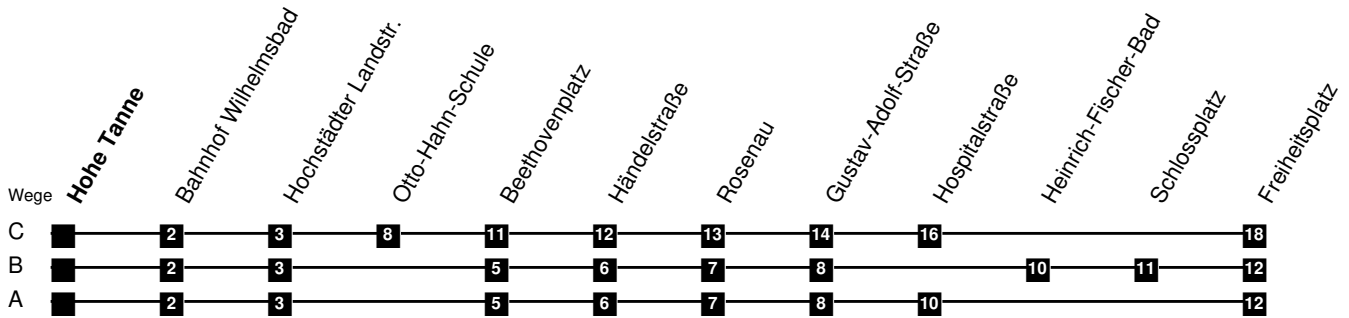 Wege
Hohe Tanne
Bahnhof Wilhelmsbad
Hochstädter Landstr.
Otto-Hahn-Schule
Beethovenplatz
Händelstraße
Rosenau
Gustav-Adolf-Straße
Hospitalstraße
Heinrich-Fischer-Bad
Schlossplatz
Freiheitsplatz
C 2 3 8 11 12 13 14 16 18
B 2 3 5 6 7 8 10 11 12
A 2 3 5 6 7 8 10 12